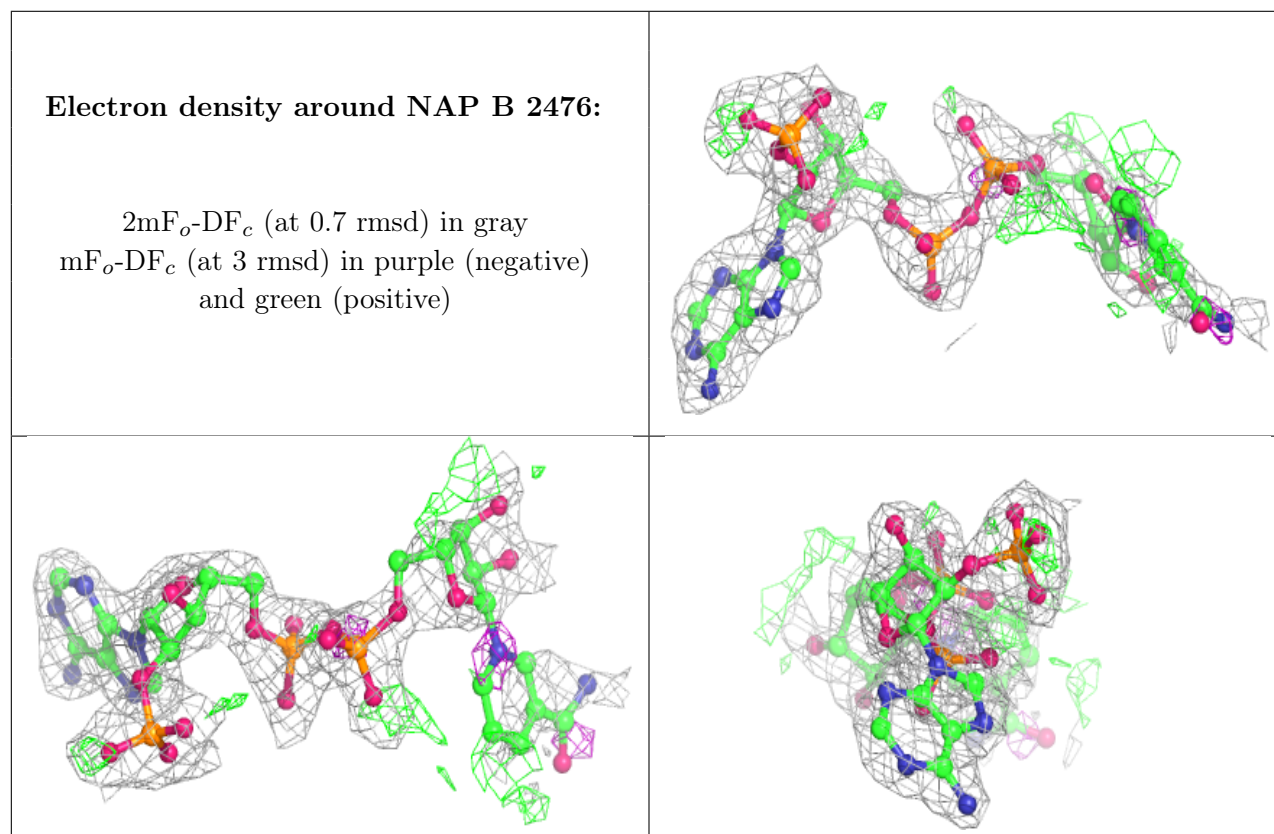 Electron density around NAP B 2476:
2mFo-DFc (at 0.7 rmsd) in gray
mFo-DFc (at 3 rmsd) in purple (negative)
and green (positive)